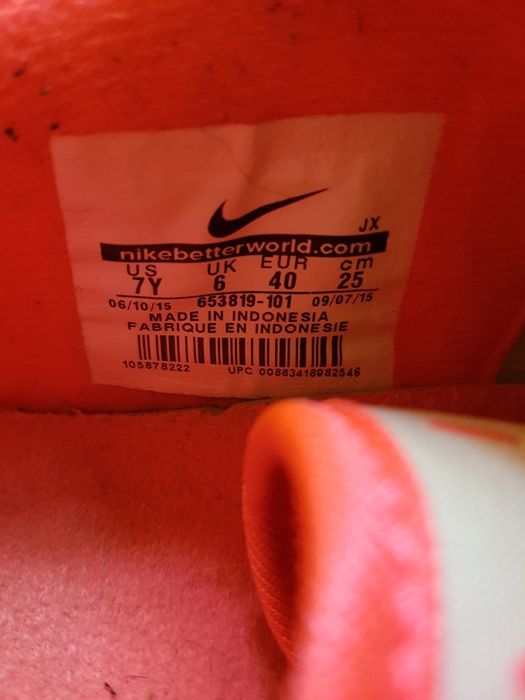 JX
nikebetterworld.com
US UK EUR cm
7Y 6 40 25
06/10/15 653819-101 09/07/15
MADE IN INDONESIA
FABRIQUE EN INDONESIE
105878222 UPC 00883418982546